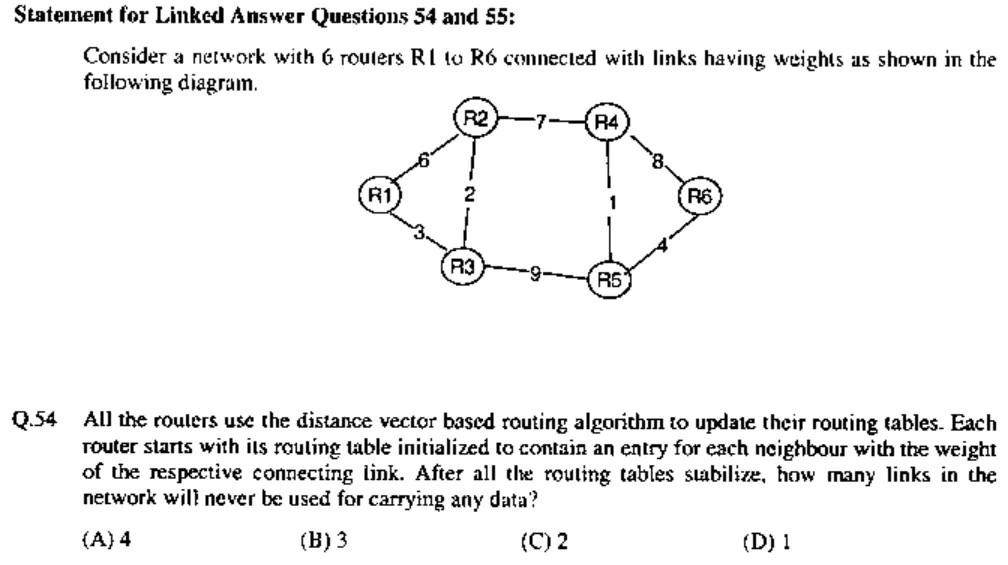 Statement for Linked Answer Questions 54 and 55:
Consider a network with 6 routers R1 to R6 connected with links having weights as shown in the
following diagram.
R2 7 R4
6 8
R1 2 1 R6
3 4
R3 9 R5
Q.54 All the routers use the distance vector based routing algorithm to update their routing tables. Each
router starts with its routing table initialized to contain an entry for each neighbour with the weight
of the respective connecting link. After all the routing tables stabilize, how many links in the
network will never be used for carrying any data?
(A) 4 (B) 3 (C) 2 (D) 1